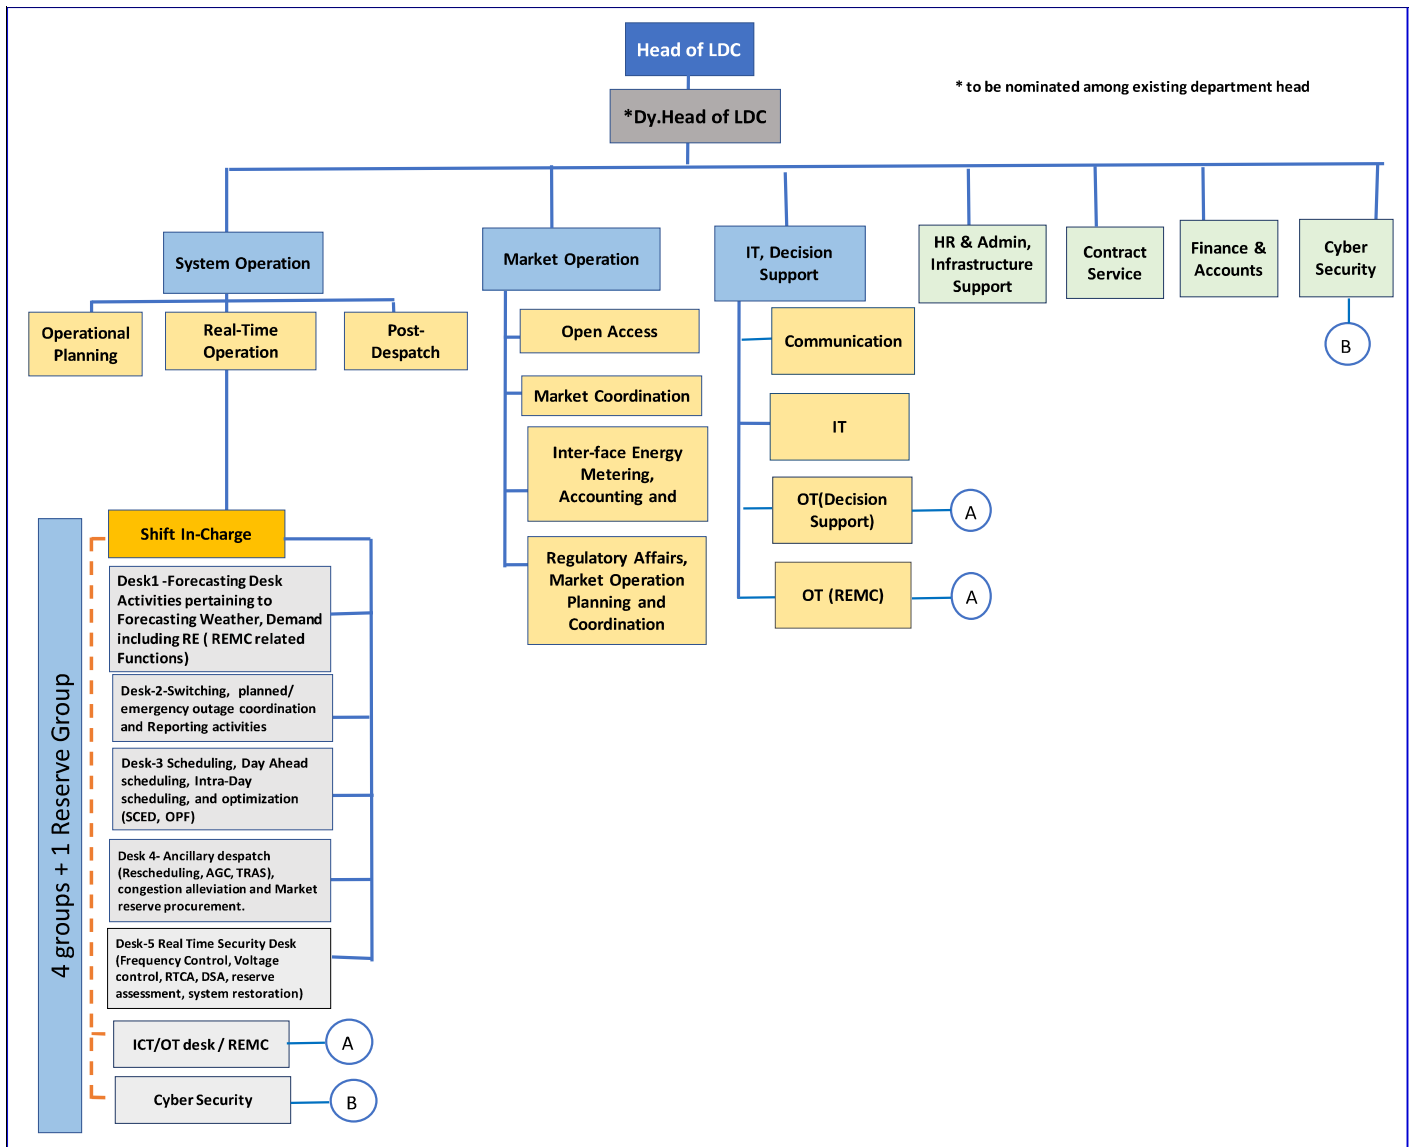 Head of LDC
* to be nominated among existing department head
*Dy.Head of LDC
System Operation
Market Operation
IT, Decision
Support
HR & Admin,
Infrastructure
Support
Contract
Service
Finance &
Accounts
Cyber
Security
B
Operational
Planning
Real-Time
Operation
Post-
Despatch
Open Access
Market Coordination
Inter-face Energy
Metering,
Accounting and
Regulatory Affairs,
Market Operation
Planning and
Coordination
Communication
IT
OT(Decision
Support)
A
OT (REMC)
A
4 groups + 1 Reserve Group
Shift In-Charge
Desk1 -Forecasting Desk
Activities pertaining to
Forecasting Weather, Demand
including RE ( REMC related
Functions)
Desk-2-Switching, planned/
emergency outage coordination
and Reporting activities
Desk-3 Scheduling, Day Ahead
scheduling, Intra-Day
scheduling, and optimization
(SCED, OPF)
Desk 4- Ancillary despatch
(Rescheduling, AGC, TRAS),
congestion alleviation and Market
reserve procurement.
Desk-5 Real Time Security Desk
(Frequency Control, Voltage
control, RTCA, DSA, reserve
assessment, system restoration)
ICT/OT desk / REMC
A
Cyber Security
B